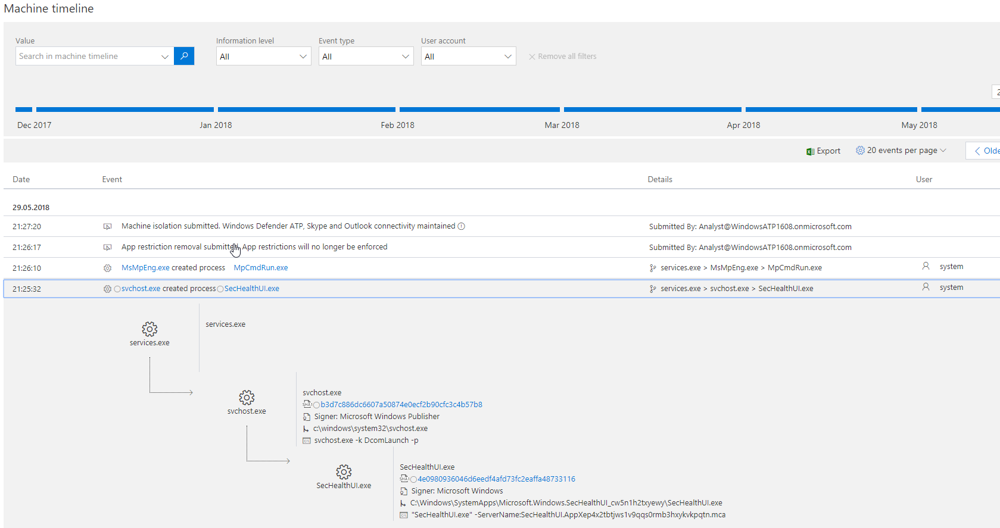 Machine timeline
Value
Information level
Event type
User account
Search in machine timeline
All
All
All
Remove all filters
2
Dec 2017
Jan 2018
Feb 2018
Mar 2018
Apr 2018
May 2018
Export
20 events per page
Olde
Date
Event
Details
User
29.05.2018
21:27:20
Machine isolation submitted. Windows Defender ATP, Skype and Outlook connectivity maintained
Submitted By: Analyst@WindowsATP1608.onmicrosoft.com
21:26:17
App restriction removal submitted. App restrictions will no longer be enforced
Submitted By: Analyst@WindowsATP1608.onmicrosoft.com
21:26:10
MsMpEng.exe created process MpCmdRun.exe
services.exe > MsMpEng.exe > MpCmdRun.exe
system
21:25:32
svchost.exe created process SecHealthUI.exe
services.exe > svchost.exe > SecHealthUI.exe
system
services.exe
services.exe
svchost.exe
svchost.exe
SHA1 b3d7c886dc6607a50874e0ecf2b90cfc3c4b57b8
Signer: Microsoft Windows Publisher
c:\windows\system32\svchost.exe
svchost.exe -k DcomLaunch -p
SecHealthUI.exe
SecHealthUI.exe
SHA1 4e0980936046d6eedf4afd73fc2eaffa48733116
Signer: Microsoft Windows
C:\Windows\SystemApps\Microsoft.Windows.SecHealthUI_cw5n1h2txyewy\SecHealthUI.exe
"SecHealthUI.exe" -ServerName:SecHealthUI.AppXep4x2tbtjws1v9qqs0rmb3hxykvkpqtn.mca